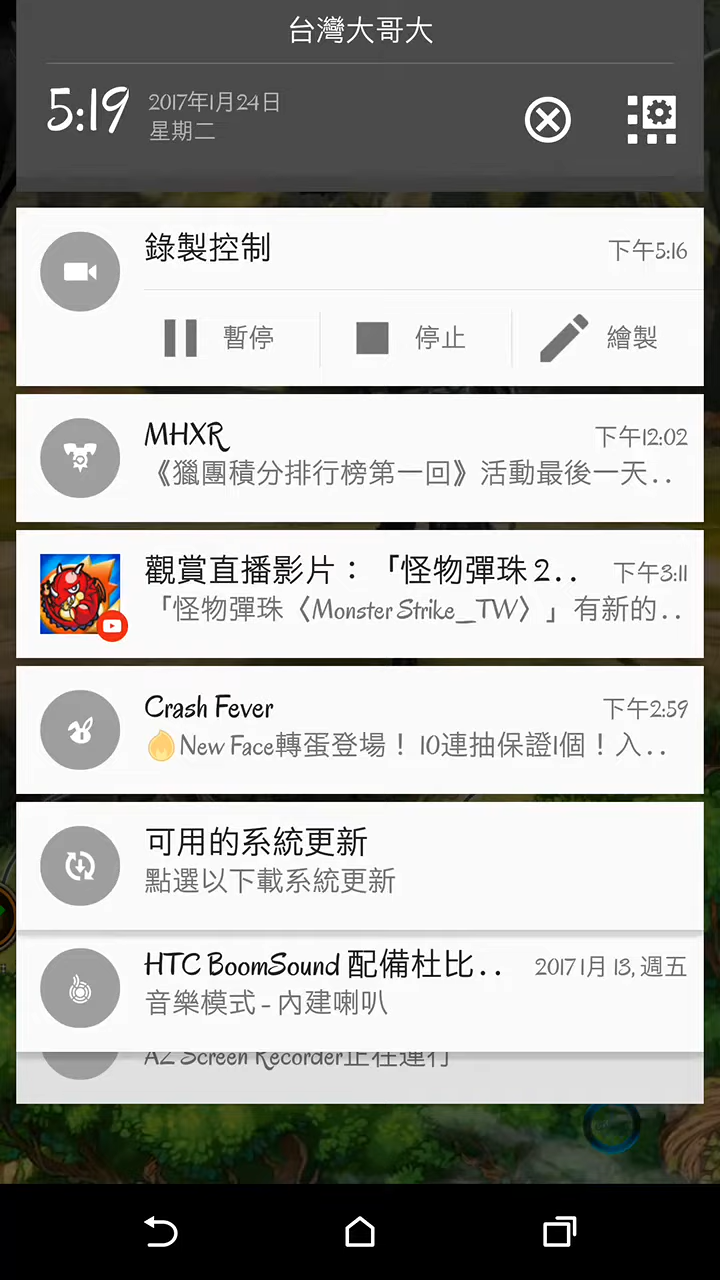 台灣大哥大
5:19
2017年1月24日
星期二
錄製控制
下午5:16
暫停
停止
繪製
MHXR
下午12:02
《獵團積分排行榜第一回》活動最後一天..
觀賞直播影片：「怪物彈珠 2..
下午3:11
「怪物彈珠〈Monster Strike_TW〉」有新的..
Crash Fever
下午2:59
New Face轉蛋登場！10連抽保證1個！入..
可用的系統更新
點選以下載系統更新
HTC BoomSound 配備杜比..
2017 1月 13, 週五
音樂模式 - 內建喇叭
AZ Screen Recorder正在運行